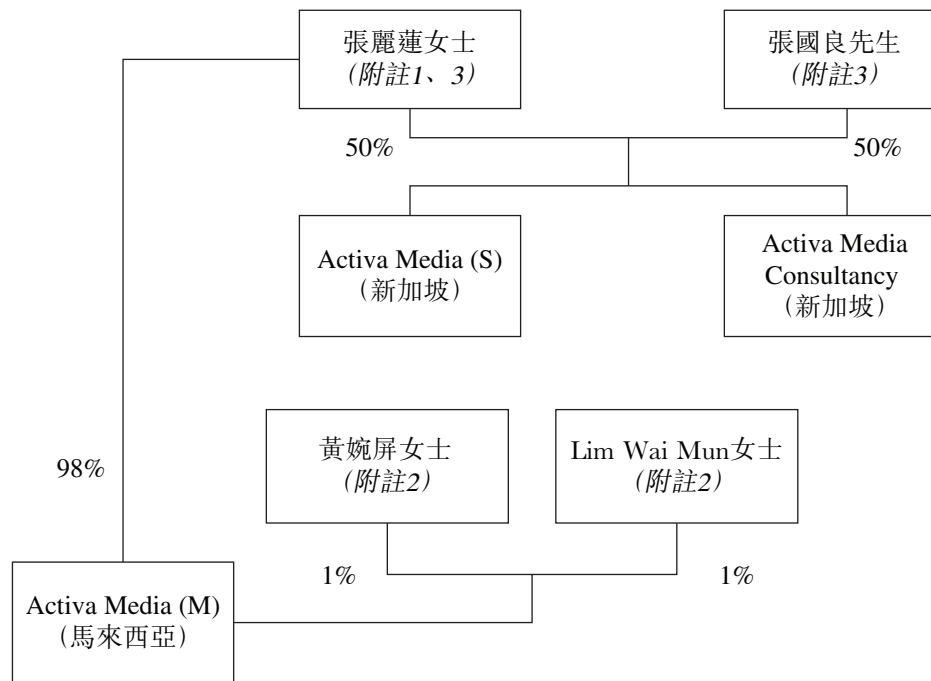 張麗蓮女士
(附註1、3)
張國良先生
(附註3)
50%
50%
Activa Media (S)
(新加坡)
Activa Media
Consultancy
(新加坡)
98%
黃婉屏女士
(附註2)
Lim Wai Mun女士
(附註2)
1%
1%
Activa Media (M)
(馬來西亞)